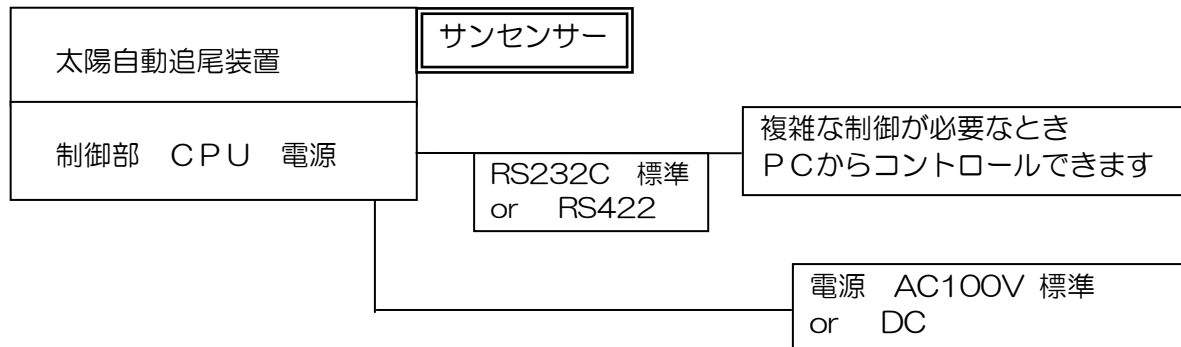 サンセンサー
太陽自動追尾装置
制御部　ＣＰＵ　電源
複雑な制御が必要なとき
ＰＣからコントロールできます
RS232C　標準
or　RS422
電源　AC100V 標準
or　DC